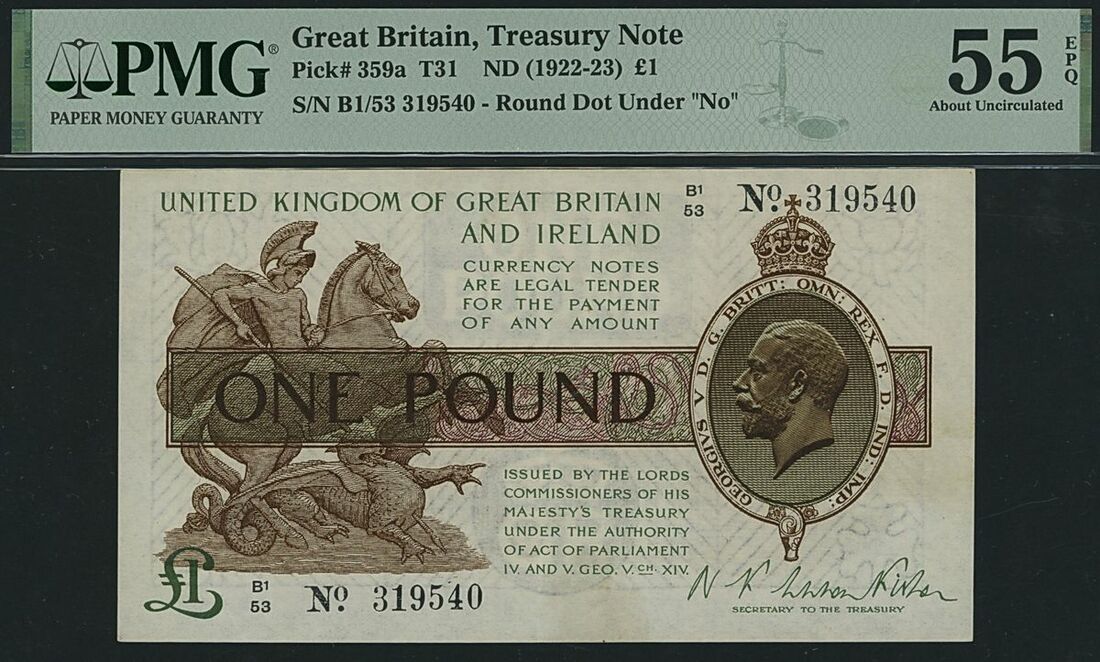 PMG®
PAPER MONEY GUARANTY
Great Britain, Treasury Note
Pick# 359a T31 ND (1922-23) £1
S/N B1/53 319540 - Round Dot Under "No"
55
EPQ
About Uncirculated
UNITED KINGDOM OF GREAT BRITAIN
AND IRELAND
B1
53
No. 319540
CURRENCY NOTES
ARE LEGAL TENDER
FOR THE PAYMENT
OF ANY AMOUNT
GEORGIVS V D. G. BRITT: OMN: REX F. D. IND: IMP:
ONE POUND
ISSUED BY THE LORDS
COMMISSIONERS OF HIS
MAJESTY'S TREASURY
UNDER THE AUTHORITY
OF ACT OF PARLIAMENT
IV. AND V. GEO. V. CH. XIV.
£1
B1
53
No. 319540
SECRETARY TO THE TREASURY